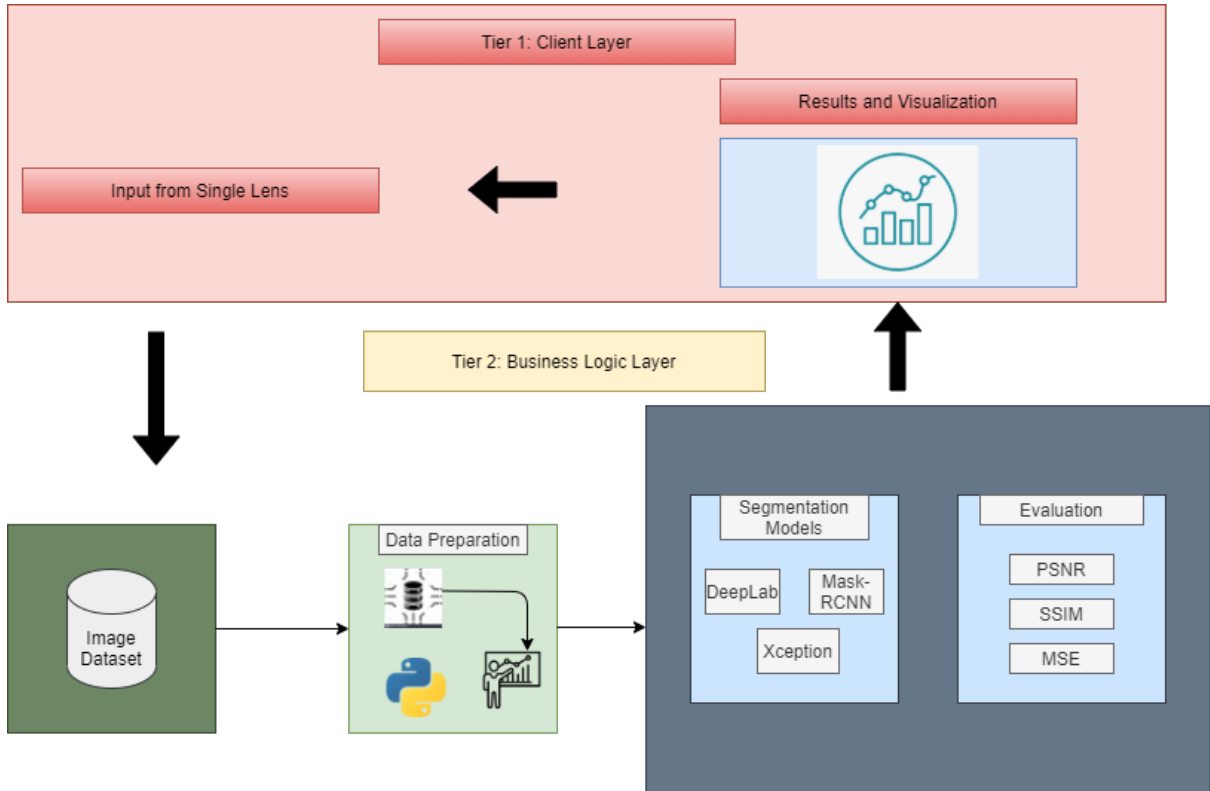 Tier 1: Client Layer
Results and Visualization
Input from Single Lens
Tier 2: Business Logic Layer
Image
Dataset
Data Preparation
Segmentation
Models
DeepLab
Mask-
RCNN
Xception
Evaluation
PSNR
SSIM
MSE